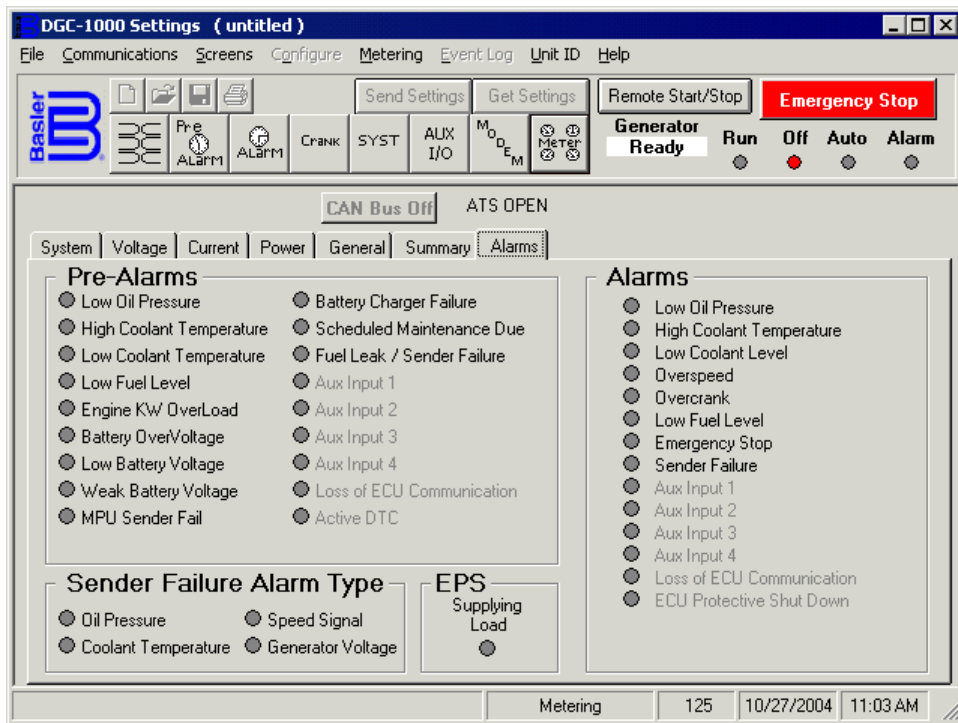 DGC-1000 Settings ( untitled )
File Communications Screens Configure Metering Event Log Unit ID Help
Basler
Send Settings Get Settings Remote Start/Stop Emergency Stop
Pre ALarm ALarm Crank SYST AUX I/O MODEM Meter
Generator Ready Run Off Auto Alarm
CAN Bus Off ATS OPEN
System Voltage Current Power General Summary Alarms
Pre-Alarms
Low Oil Pressure
High Coolant Temperature
Low Coolant Temperature
Low Fuel Level
Engine KW OverLoad
Battery OverVoltage
Low Battery Voltage
Weak Battery Voltage
MPU Sender Fail
Battery Charger Failure
Scheduled Maintenance Due
Fuel Leak / Sender Failure
Aux Input 1
Aux Input 2
Aux Input 3
Aux Input 4
Loss of ECU Communication
Active DTC
Alarms
Low Oil Pressure
High Coolant Temperature
Low Coolant Level
Overspeed
Overcrank
Low Fuel Level
Emergency Stop
Sender Failure
Aux Input 1
Aux Input 2
Aux Input 3
Aux Input 4
Loss of ECU Communication
ECU Protective Shut Down
Sender Failure Alarm Type
Oil Pressure
Coolant Temperature
Speed Signal
Generator Voltage
EPS
Supplying
Load
Metering 125 10/27/2004 11:03 AM